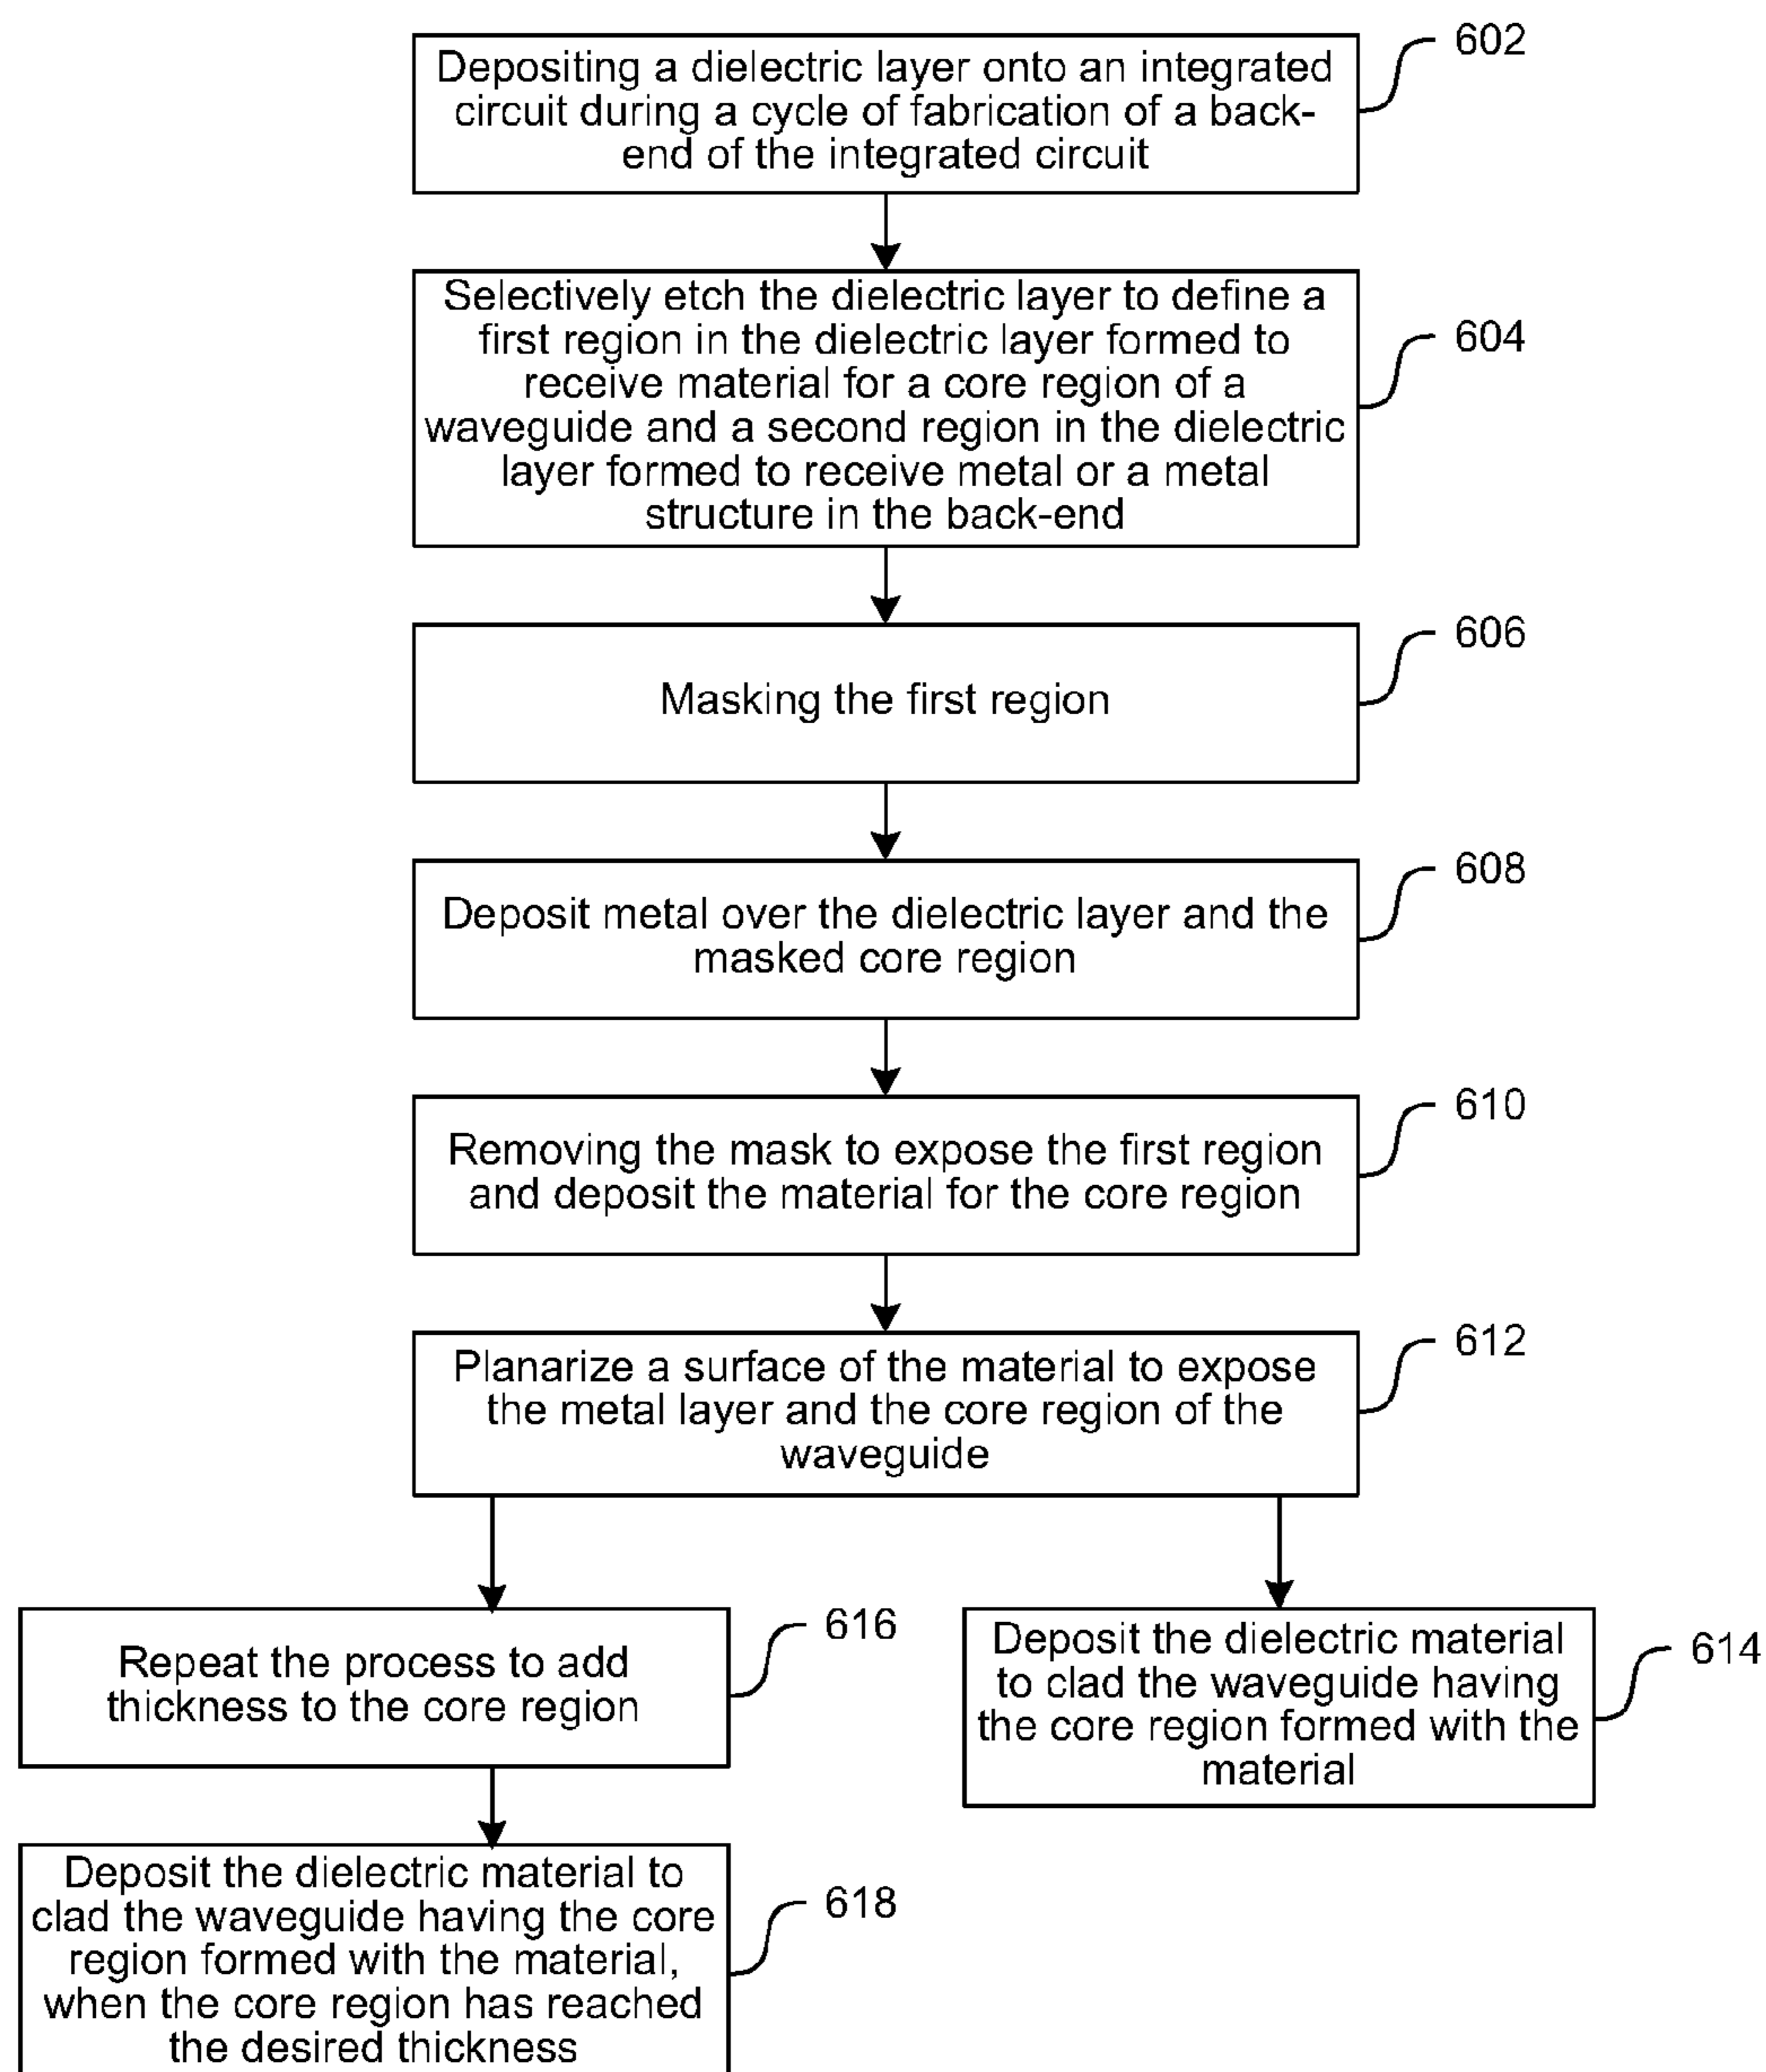 602
Depositing a dielectric layer onto an integrated
circuit during a cycle of fabrication of a back-
end of the integrated circuit
604
Selectively etch the dielectric layer to define a
first region in the dielectric layer formed to
receive material for a core region of a
waveguide and a second region in the dielectric
layer formed to receive metal or a metal
structure in the back-end
606
Masking the first region
608
Deposit metal over the dielectric layer and the
masked core region
610
Removing the mask to expose the first region
and deposit the material for the core region
612
Planarize a surface of the material to expose
the metal layer and the core region of the
waveguide
616
Repeat the process to add
thickness to the core region
614
Deposit the dielectric material
to clad the waveguide having
the core region formed with the
material
618
Deposit the dielectric material to
clad the waveguide having the core
region formed with the material,
when the core region has reached
the desired thickness